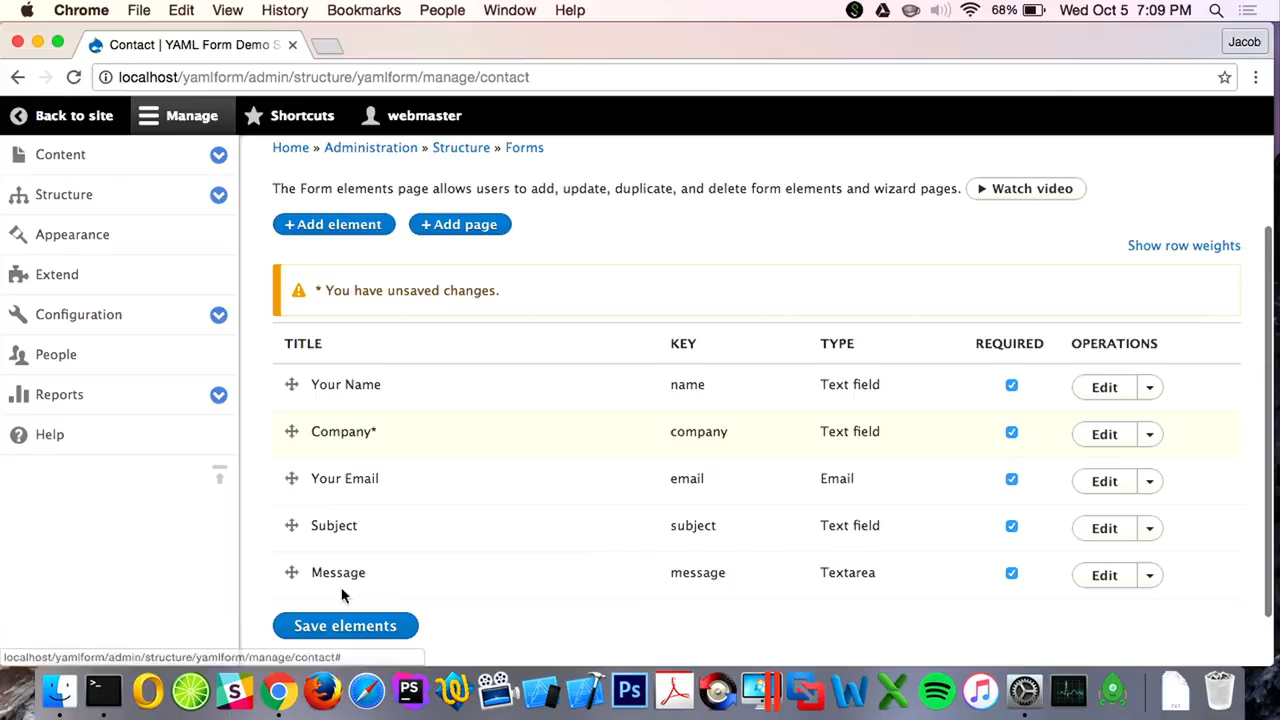 Chrome File Edit View History Bookmarks People Window Help 68% Wed Oct 5 7:09 PM
Contact | YAML Form Demo S Jacob
localhost/yamlform/admin/structure/yamlform/manage/contact
Back to site Manage Shortcuts webmaster
Content
Structure
Appearance
Extend
Configuration
People
Reports
Help
Home » Administration » Structure » Forms
The Form elements page allows users to add, update, duplicate, and delete form elements and wizard pages. Watch video
+Add element +Add page
Show row weights
* You have unsaved changes.
TITLE KEY TYPE REQUIRED OPERATIONS
Your Name name Text field Edit
Company* company Text field Edit
Your Email email Email Edit
Subject subject Text field Edit
Message message Textarea Edit
Save elements
localhost/yamlform/admin/structure/yamlform/manage/contact#